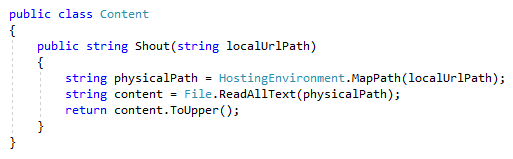 public class Content
{
    public string Shout(string localUrlPath)
    {
        string physicalPath = HostingEnvironment.MapPath(localUrlPath);
        string content = File.ReadAllText(physicalPath);
        return content.ToUpper();
    }
}